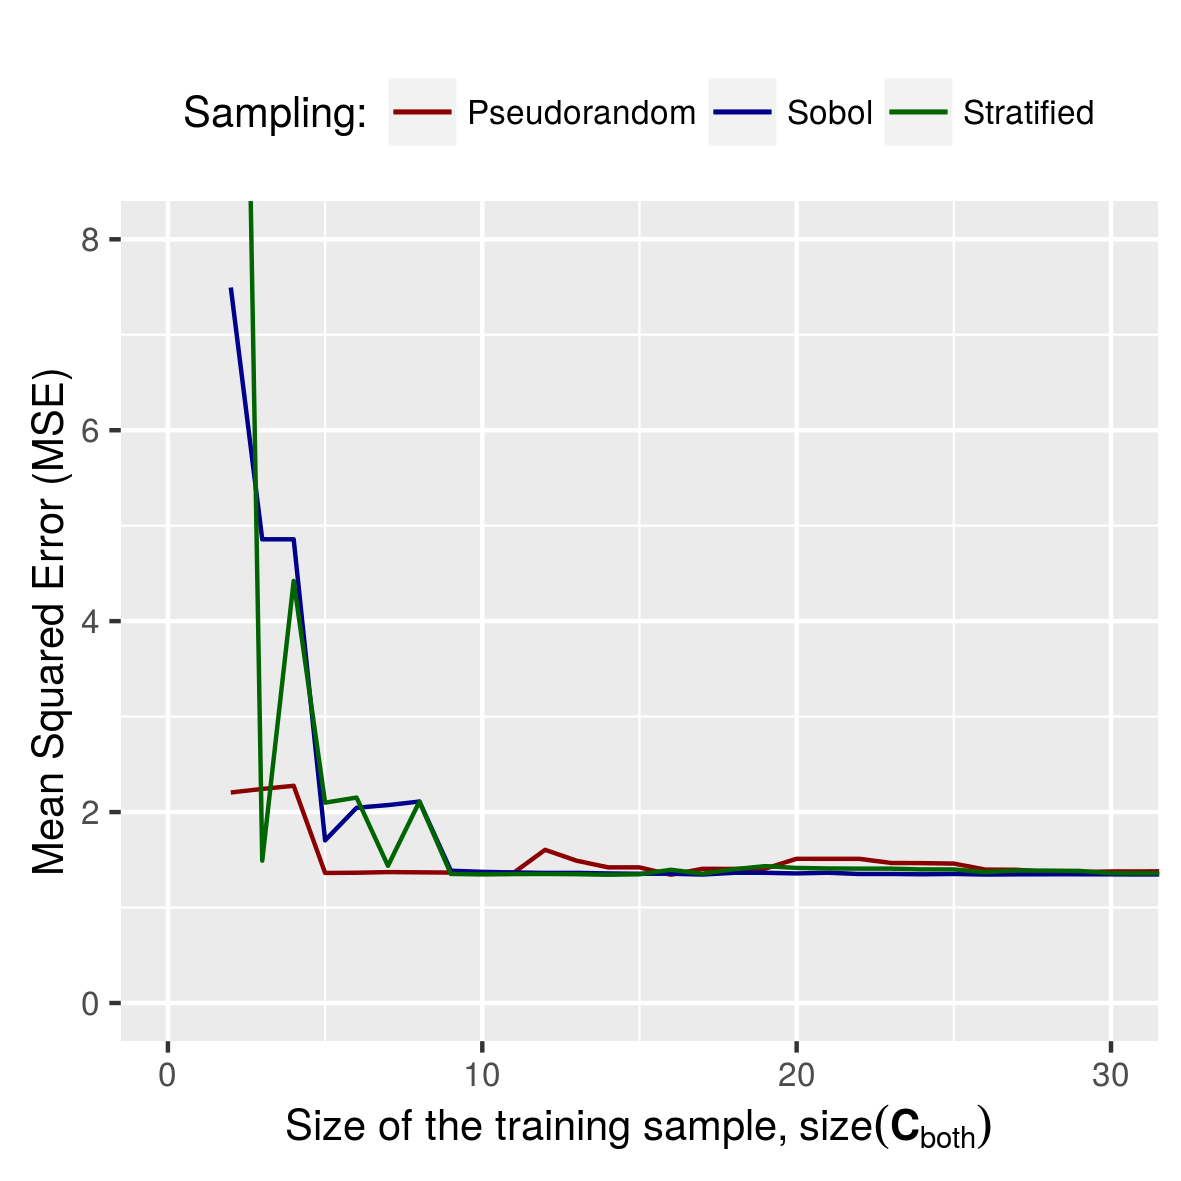 Sampling: Pseudorandom Sobol Stratified
8
6
4
2
0
Mean Squared Error (MSE)
0 10 20 30
Size of the training sample, size(C_both)